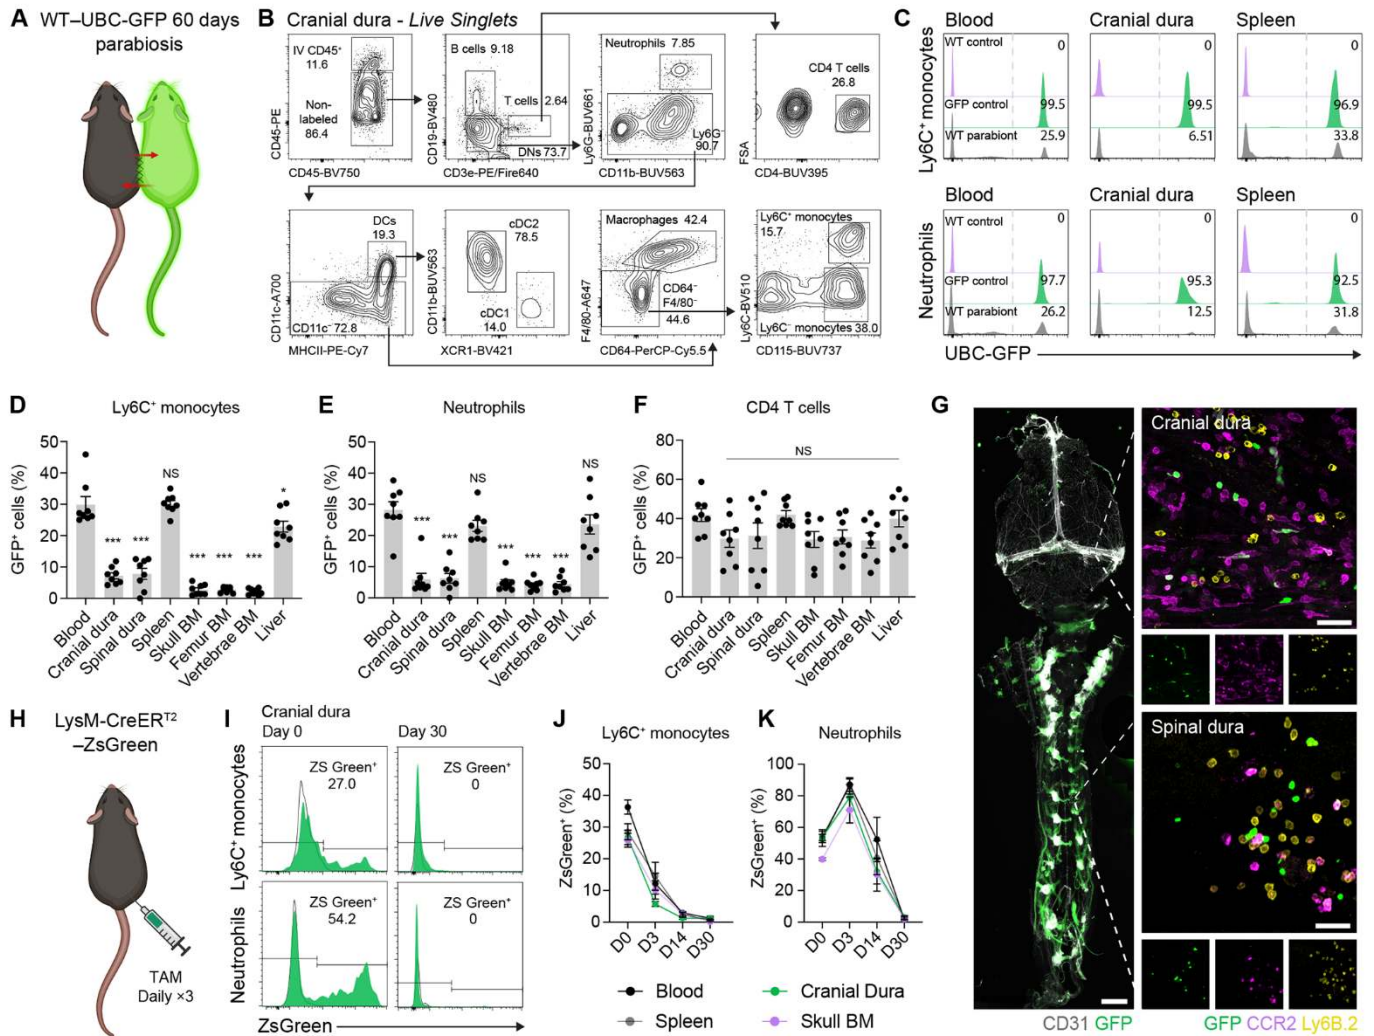 A
WT–UBC-GFP 60 days
parabiosis
B
Cranial dura - Live Singlets
IV CD45⁺
11.6
Non-
labeled
86.4
CD45-PE
CD45-BV750
B cells 9.18
T cells 2.64
DNs 73.7
CD19-BV480
CD3e-PE/Fire640
Neutrophils 7.85
Ly6G⁻
90.7
Ly6G-BUV661
CD11b-BUV563
CD4 T cells
26.8
FSA
CD4-BUV395
DCs
19.3
CD11c⁻ 72.8
CD11c-A700
MHCII-PE-Cy7
cDC2
78.5
cDC1
14.0
CD11b-BUV563
XCR1-BV421
Macrophages 42.4
CD64⁻
F4/80⁻
44.6
F4/80-A647
CD64-PerCP-Cy5.5
Ly6C⁺ monocytes
15.7
Ly6C⁻ monocytes 38.0
Ly6C-BV510
CD115-BUV737
C
Blood Cranial dura Spleen
Ly6C⁺ monocytes
WT control 0 0 0
GFP control 99.5 99.5 96.9
WT parabiont 25.9 6.51 33.8
Blood Cranial dura Spleen
Neutrophils
WT control 0 0 0
GFP control 97.7 95.3 92.5
WT parabiont 26.2 12.5 31.8
UBC-GFP
D
Ly6C⁺ monocytes
GFP⁺ cells (%)
50
40
30
20
10
0
*** *** NS *** *** *** *
Blood
Cranial dura
Spinal dura
Spleen
Skull BM
Femur BM
Vertebrae BM
Liver
E
Neutrophils
GFP⁺ cells (%)
50
40
30
20
10
0
*** *** NS *** *** *** NS
Blood
Cranial dura
Spinal dura
Spleen
Skull BM
Femur BM
Vertebrae BM
Liver
F
CD4 T cells
GFP⁺ cells (%)
80
60
40
20
0
NS
Blood
Cranial dura
Spinal dura
Spleen
Skull BM
Femur BM
Vertebrae BM
Liver
G
Cranial dura
Spinal dura
CD31 GFP
GFP CCR2 Ly6B.2
H
LysM-CreERᵀ²
–ZsGreen
TAM
Daily ×3
I
Cranial dura
Day 0 Day 30
Ly6C⁺ monocytes
ZS Green⁺
27.0
ZS Green⁺
0
Neutrophils
ZS Green⁺
54.2
ZS Green⁺
0
ZsGreen
J
Ly6C⁺ monocytes
ZsGreen⁺ (%)
50
40
30
20
10
0
D0 D3 D14 D30
K
Neutrophils
ZsGreen⁺ (%)
100
80
60
40
20
0
D0 D3 D14 D30
Blood Cranial Dura
Spleen Skull BM